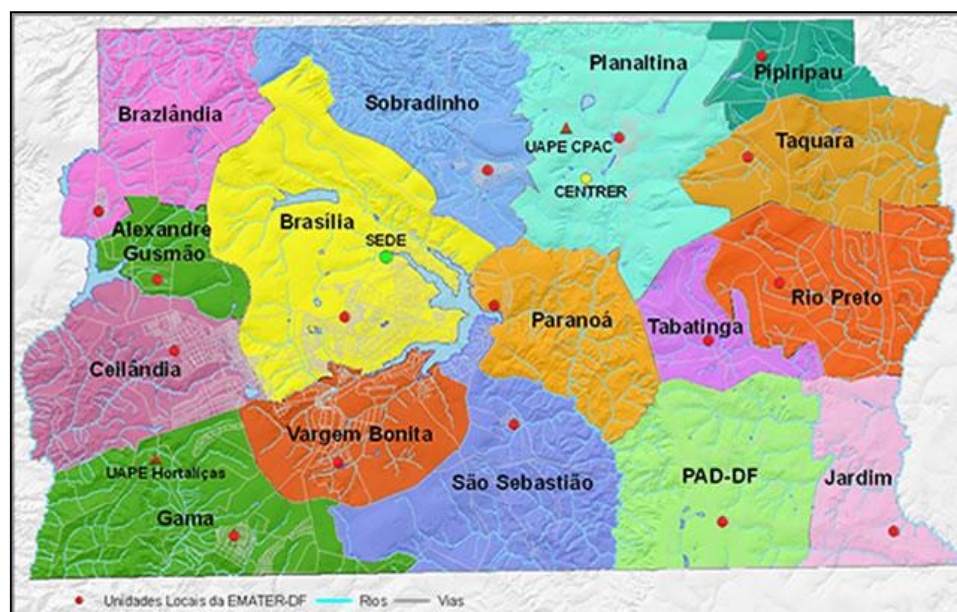 Planaltina
Pipiripau
Brazlândia
Sobradinho
UAPE CPAC
Taquara
CENTRER
Alexandre
Gusmão
Brasília
SEDE
Rio Preto
Paranoá
Tabatinga
Ceilândia
Vargem Bonita
UAPE Hortaliças
São Sebastião
PAD-DF
Jardim
Gama
Unidades Locais da EMATER-DF
Rios
Vias